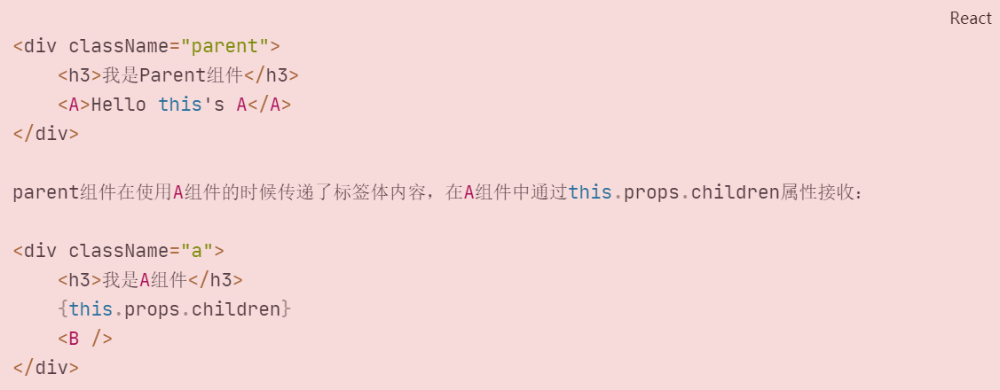 React
<div className="parent">
    <h3>我是Parent组件</h3>
    <A>Hello this's A</A>
</div>
parent组件在使用A组件的时候传递了标签体内容，在A组件中通过this.props.children属性接收：
<div className="a">
    <h3>我是A组件</h3>
    {this.props.children}
    <B />
</div>